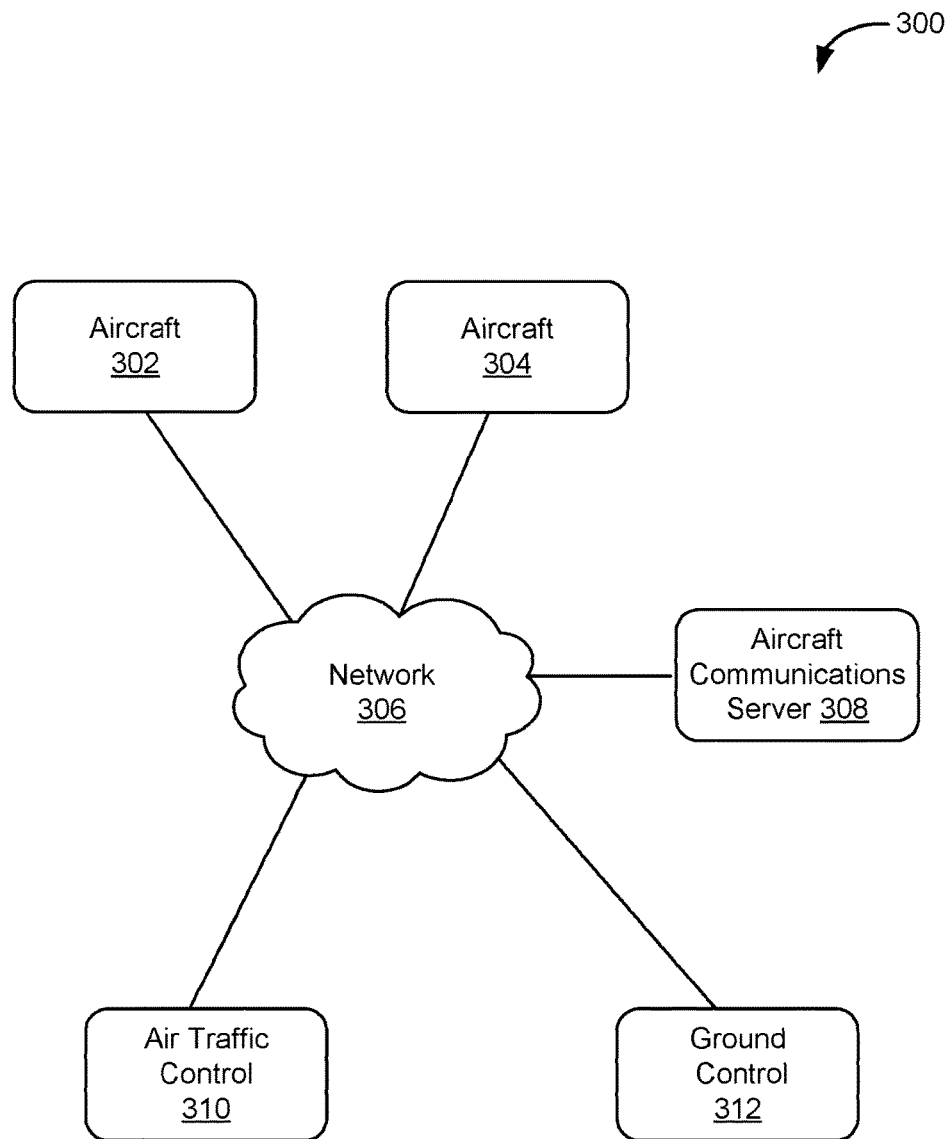 300
Aircraft
302
Aircraft
304
Network
306
Aircraft
Communications
Server 308
Air Traffic
Control
310
Ground
Control
312